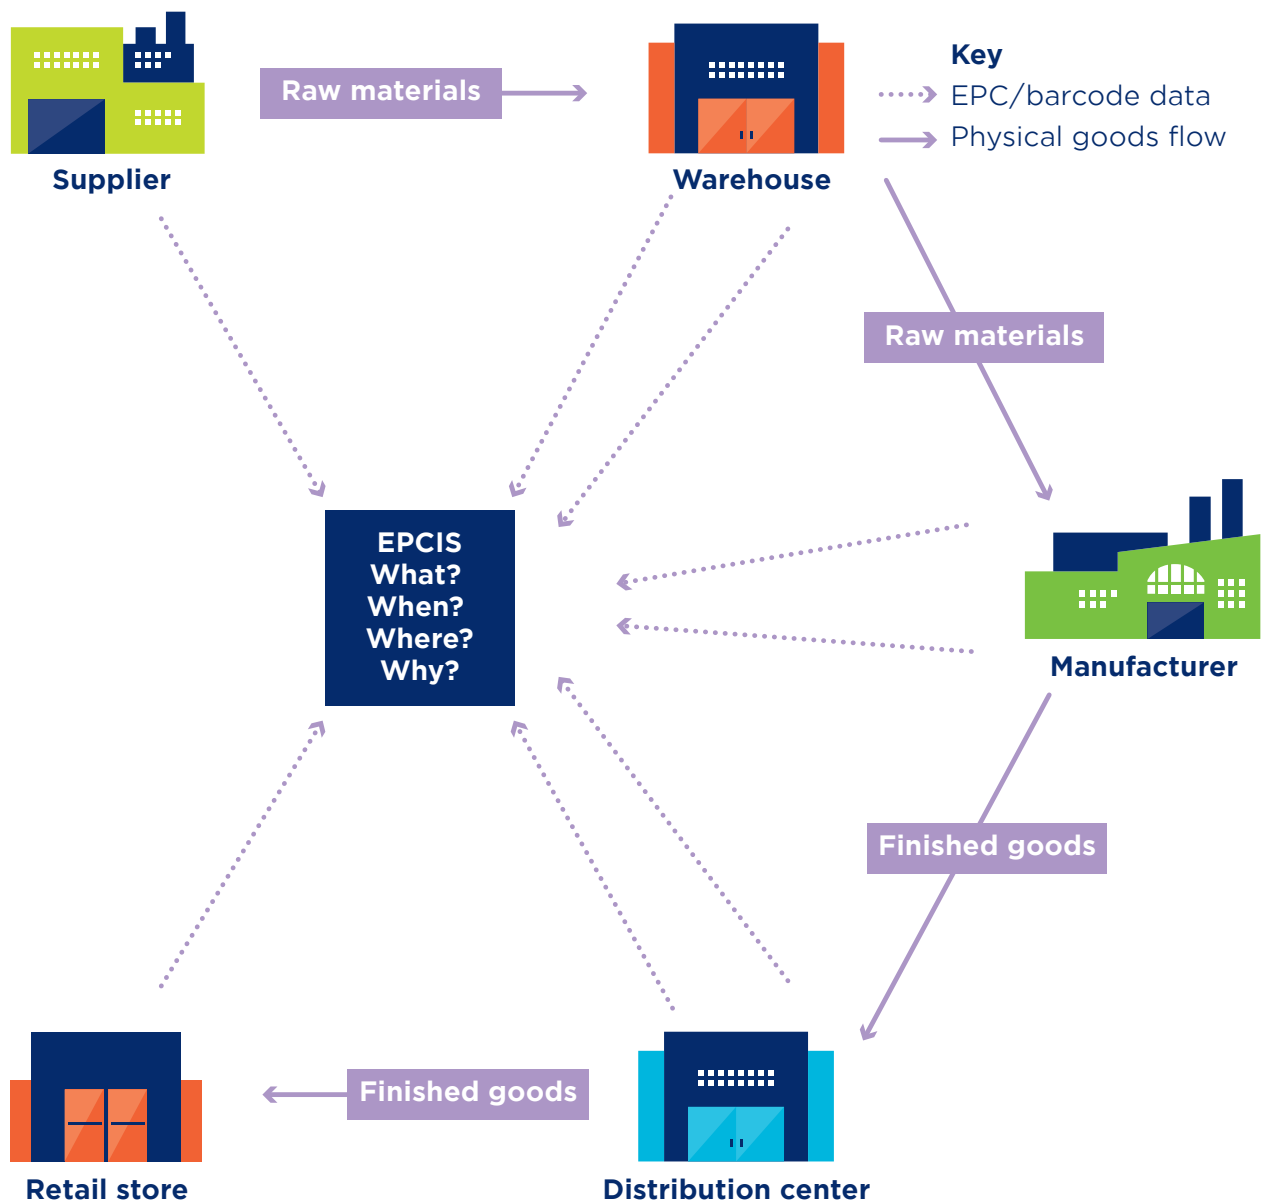 Raw materials
Key
EPC/barcode data
Physical goods flow
Supplier
Warehouse
Raw materials
EPCIS
What?
When?
Where?
Why?
Manufacturer
Finished goods
Finished goods
Retail store
Distribution center